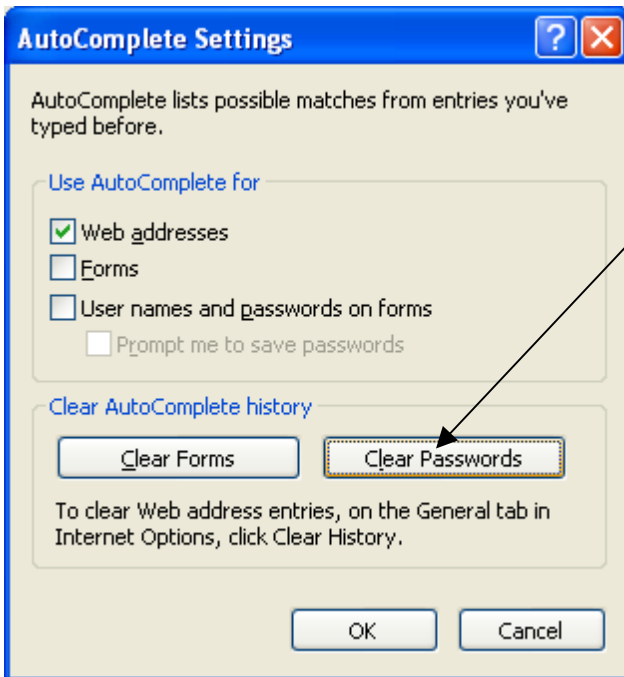 AutoComplete Settings
?
AutoComplete lists possible matches from entries you've
typed before.
Use AutoComplete for
Web addresses
Forms
User names and passwords on forms
Prompt me to save passwords
Clear AutoComplete history
Clear Forms Clear Passwords
To clear Web address entries, on the General tab in
Internet Options, click Clear History.
OK Cancel